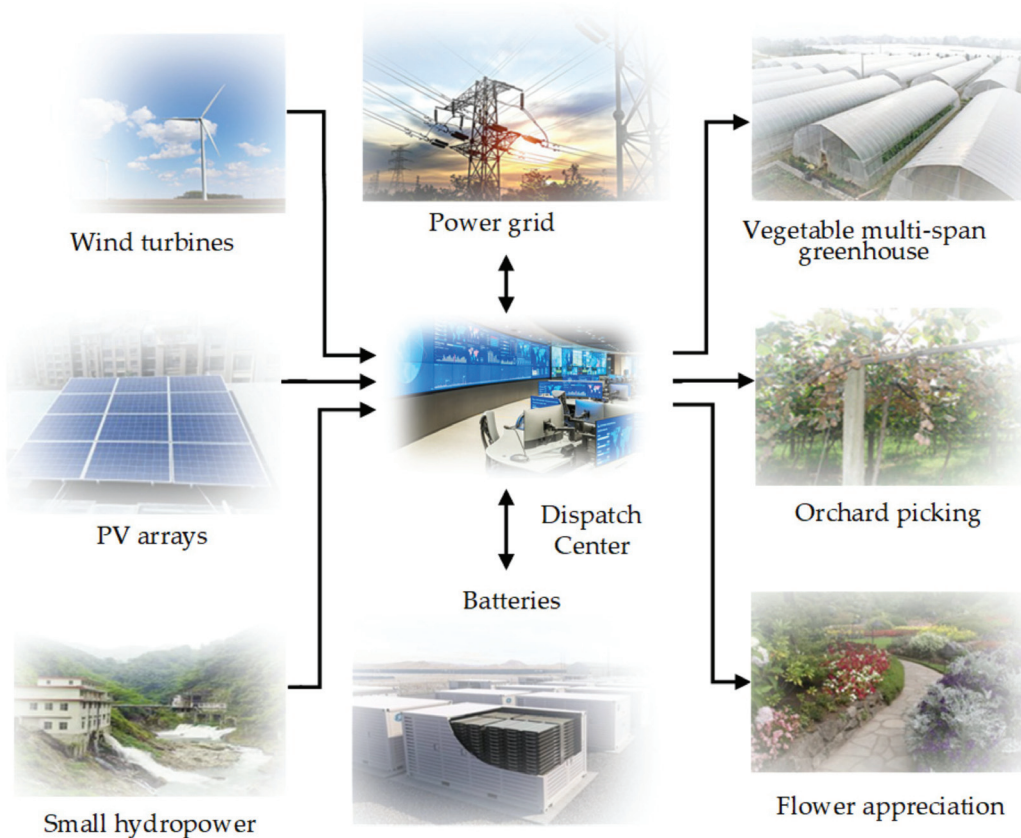 Wind turbines
Power grid
Vegetable multi-span
greenhouse
PV arrays
Dispatch
Center
Orchard picking
Batteries
Small hydropower
Flower appreciation